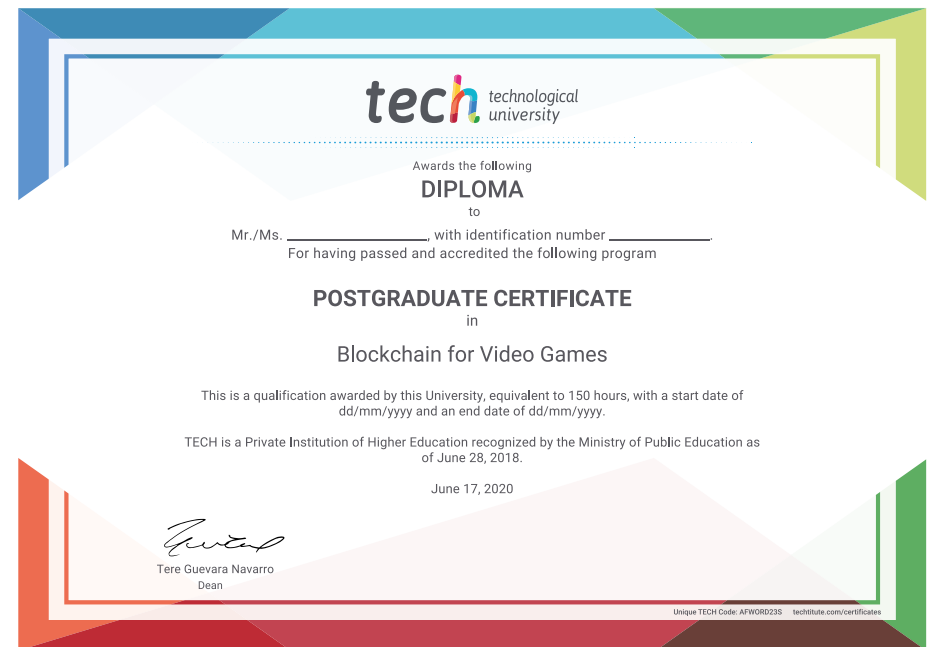 tech technological
university
Awards the following
DIPLOMA
to
Mr./Ms. ____________, with identification number ____________.
For having passed and accredited the following program
POSTGRADUATE CERTIFICATE
in
Blockchain for Video Games
This is a qualification awarded by this University, equivalent to 150 hours, with a start date of
dd/mm/yyyy and an end date of dd/mm/yyyy.
TECH is a Private Institution of Higher Education recognized by the Ministry of Public Education as
of June 28, 2018.
June 17, 2020
Tere Guevara Navarro
Dean
Unique TECH Code: AFWORD23S techtitute.com/certificates